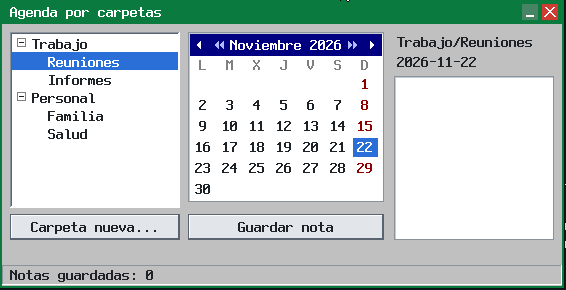 Agenda por carpetas
Trabajo
Reuniones
Informes
Personal
Familia
Salud
Carpeta nueva...
Noviembre 2026
L M X J V S D
1
2 3 4 5 6 7 8
9 10 11 12 13 14 15
16 17 18 19 20 21 22
23 24 25 26 27 28 29
30
Guardar nota
Trabajo/Reuniones
2026-11-22
Notas guardadas: 0